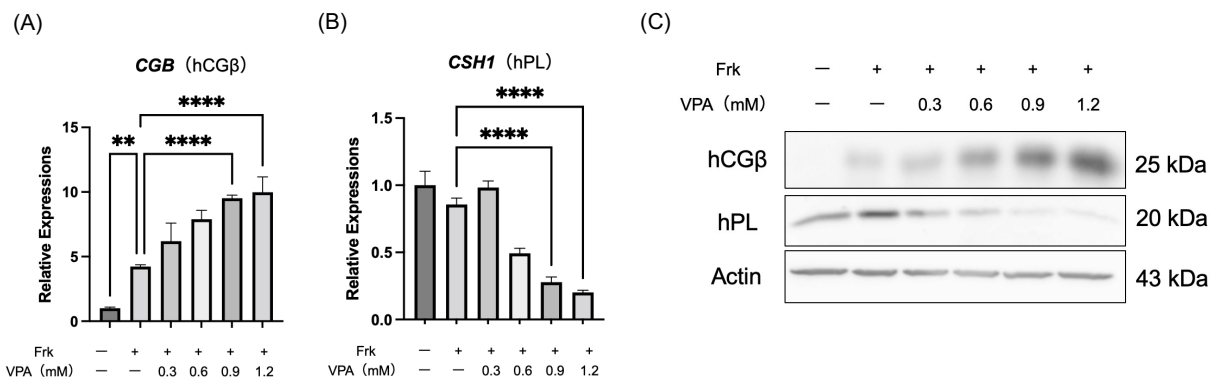 (A)
CGB（hCGβ）
****
** ****
Relative Expressions
15
10
5
0
Frk — + + + + +
VPA（mM） — — 0.3 0.6 0.9 1.2
(B)
CSH1（hPL）
****
****
Relative Expressions
1.5
1.0
0.5
0.0
Frk — + + + + +
VPA（mM） — — 0.3 0.6 0.9 1.2
(C)
Frk — + + + + +
VPA（mM） — — 0.3 0.6 0.9 1.2
hCGβ 25 kDa
hPL 20 kDa
Actin 43 kDa